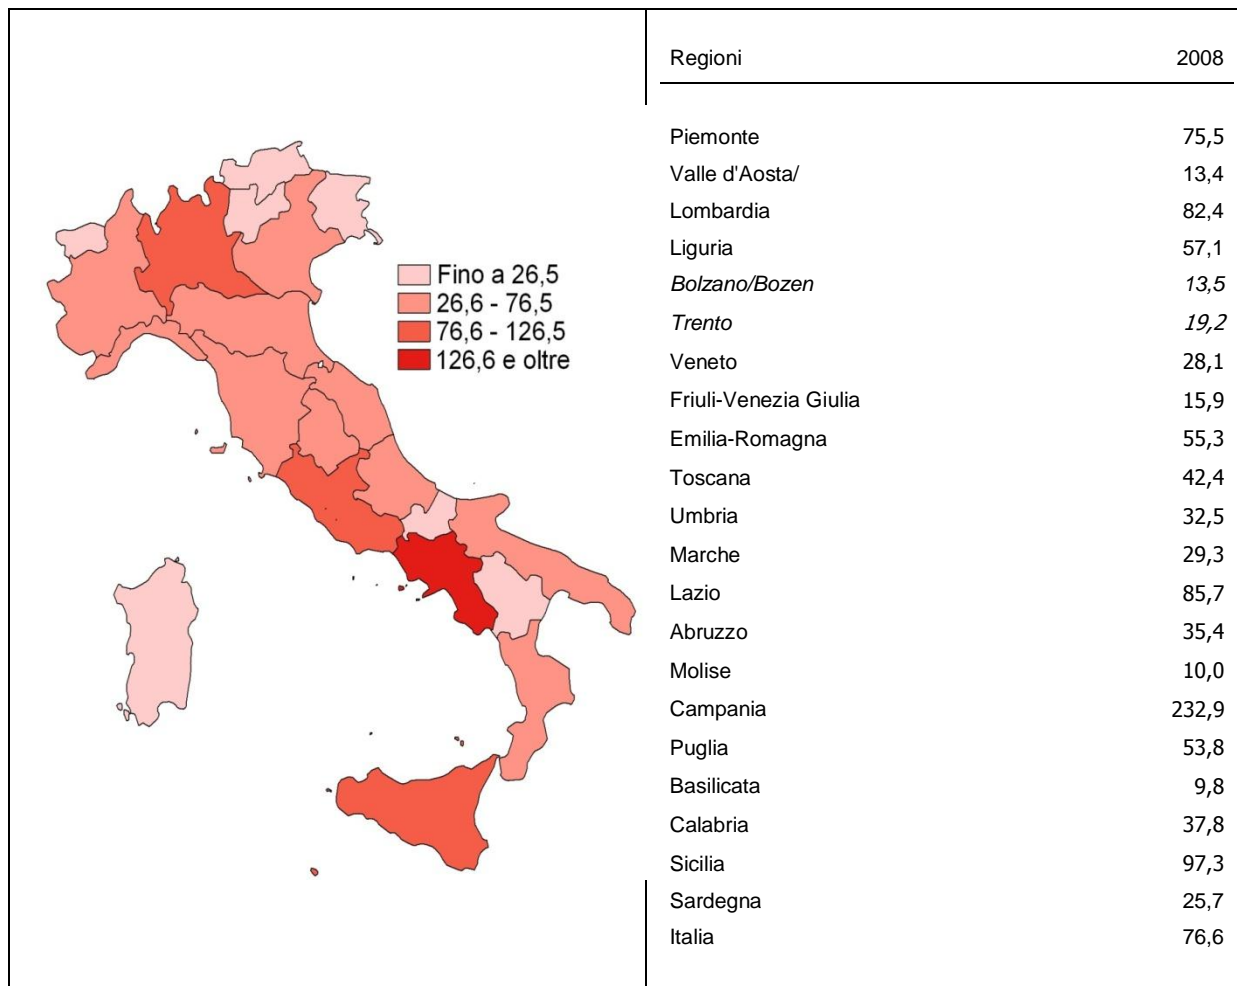 Regioni 2008
Piemonte 75,5
Valle d'Aosta/ 13,4
Lombardia 82,4
Liguria 57,1
Bolzano/Bozen 13,5
Trento 19,2
Veneto 28,1
Friuli-Venezia Giulia 15,9
Emilia-Romagna 55,3
Toscana 42,4
Umbria 32,5
Marche 29,3
Lazio 85,7
Abruzzo 35,4
Molise 10,0
Campania 232,9
Puglia 53,8
Basilicata 9,8
Calabria 37,8
Sicilia 97,3
Sardegna 25,7
Italia 76,6
Fino a 26,5
26,6 - 76,5
76,6 - 126,5
126,6 e oltre